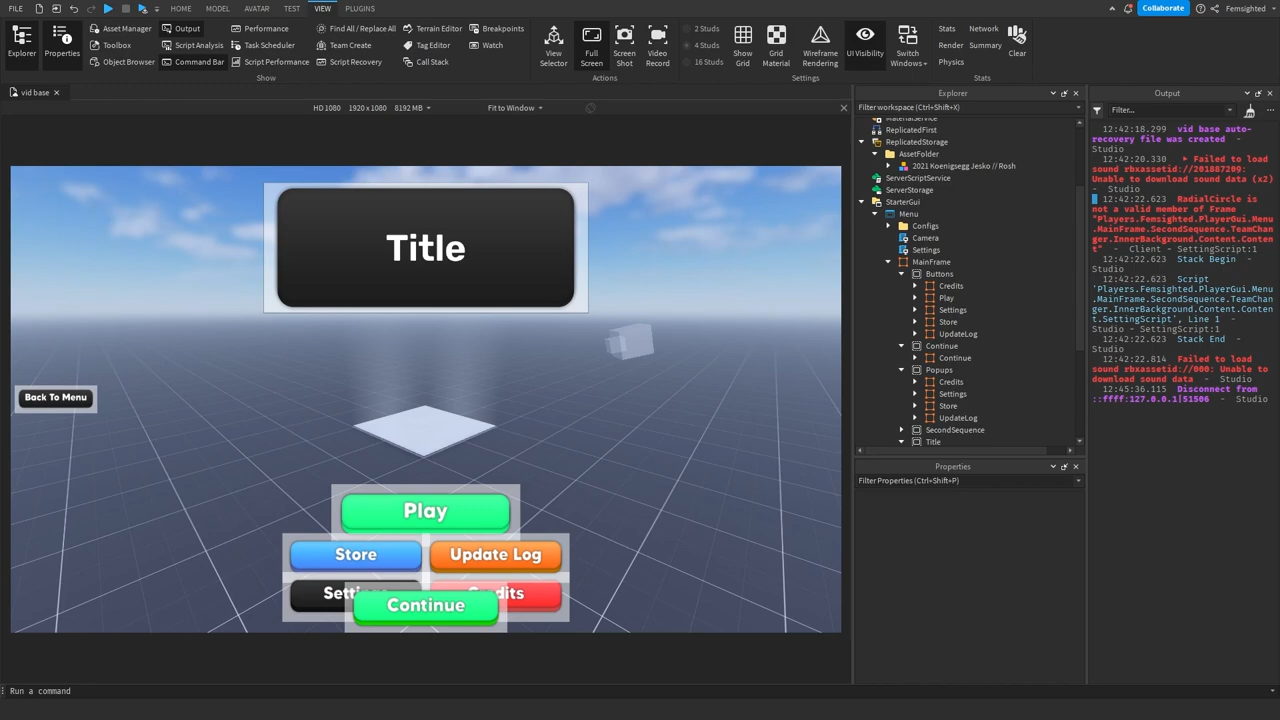 FILE
HOME
MODEL
AVATAR
TEST
VIEW
PLUGINS
Collaborate
Femsighted
Explorer
Properties
Asset Manager
Toolbox
Object Browser
Output
Script Analysis
Command Bar
Performance
Task Scheduler
Script Performance
Find All / Replace All
Team Create
Script Recovery
Terrain Editor
Tag Editor
Call Stack
Breakpoints
Watch
Show
View
Selector
Full
Screen
Screen
Shot
Video
Record
Actions
2 Studs
4 Studs
16 Studs
Show
Grid
Grid
Material
Wireframe
Rendering
UI Visibility
Switch
Windows
Settings
Stats
Render
Physics
Network
Summary
Clear
Stats
vid base
HD 1080 1920 x 1080 8192 MB
Fit to Window
Title
Back To Menu
Play
Store
Update Log
Continue
Explorer
Filter workspace (Ctrl+Shift+X)
MaterialService
ReplicatedFirst
ReplicatedStorage
AssetFolder
2021 Koenigsegg Jesko // Rosh
ServerScriptService
ServerStorage
StarterGui
Menu
Configs
Camera
Settings
MainFrame
Buttons
Credits
Play
Settings
Store
UpdateLog
Continue
Continue
Popups
Credits
Settings
Store
UpdateLog
SecondSequence
Title
Properties
Filter Properties (Ctrl+Shift+P)
Output
Filter...
12:42:18.299 vid base auto-
recovery file was created -
Studio
12:42:20.330 Failed to
load sound
rbxassetid://201887209:
Unable to download sound data (x2)
- Studio
12:42:22.623 RadialCircle is
not a valid member of Frame
"Players.Femsighted.PlayerGui.Menu
.MainFrame.SecondSequence.TeamChan
ger.InnerBackground.Content.Conten
t" - Client - SettingScript:1
12:42:22.623 Stack Begin -
Studio
12:42:22.623 Script
'Players.Femsighted.PlayerGui.Menu
.MainFrame.SecondSequence.TeamChan
ger.InnerBackground.Content.Conten
t.SettingScript', Line 1 -
Studio - SettingScript:1
12:42:22.623 Stack End -
Studio
12:42:22.814 Failed to load
sound rbxassetid://000: Unable to
download sound data - Studio
12:45:36.115 Disconnect from
::ffff:127.0.0.1|51506 - Studio
Run a command